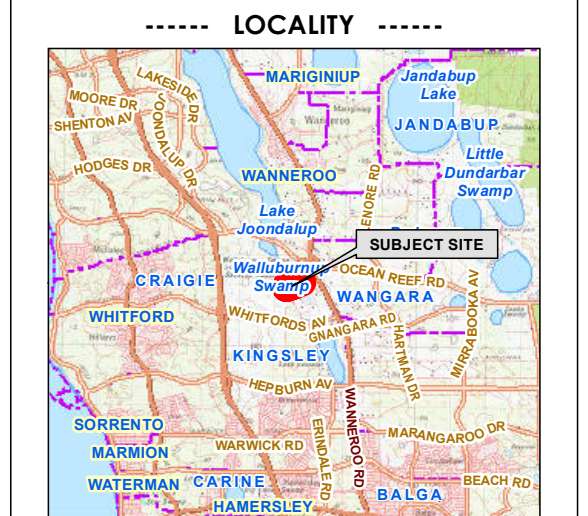 ------ LOCALITY ------
MARIGINIUP
Jandabup
Lake
LAKESIDE DR
MOORE DR
JOONDALUP DR
SHENTON AV
JANDABUP
Wanneroo
Little
Dundarbar
Swamp
HODGES DR
WANNEROO
LENORE RD
Lake
Joondalup
SUBJECT SITE
Walluburnup
Swamp
OCEAN REEF RD
CRAIGIE
WANGARA
WHITFORD
WHITFORDS AV
GNANGARA RD
HARTMAN DR
MIRRABOOKA AV
KINGSLEY
HEPBURN AV
WANNEROO RD
SORRENTO
MARANGAROO DR
MARMION
WARWICK RD
ERINDALE RD
WATERMAN
CARINE
BEACH RD
BALGA
HAMERSLEY